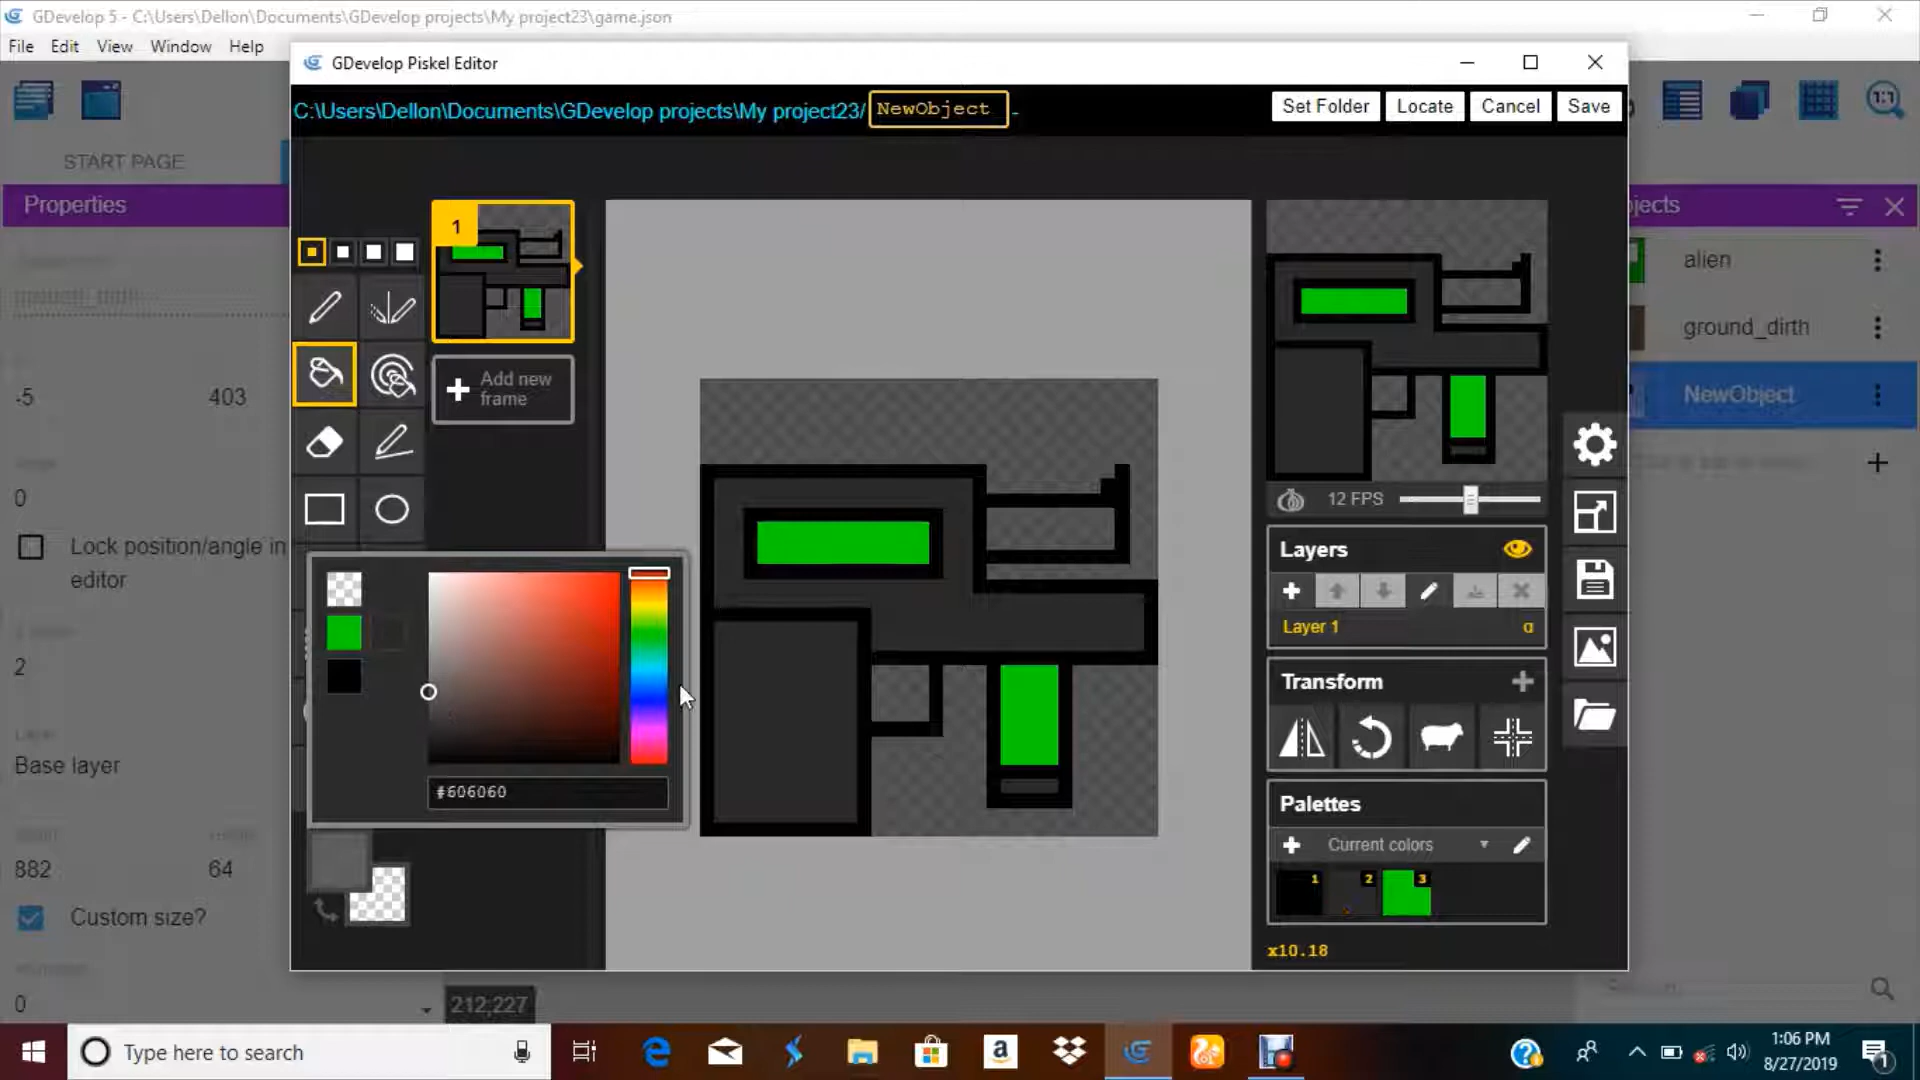 GDevelop 5 - C:\Users\Dellon\Documents\GDevelop projects\My project23\game.json
File Edit View Window Help
GDevelop Piskel Editor
C:\Users\Dellon\Documents\GDevelop projects\My project23/ NewObject -
Set Folder Locate Cancel Save
START PAGE
Properties
-5 403
0
Lock position/angle in editor
2
Base layer
882 64
Custom size?
0
1
Add new
frame
#606060
212;227
12 FPS
Layers
Layer 1 α
Transform
Palettes
Current colors
1 2 3
x10.18
1:1
jects
alien
ground_dirth
NewObject
Type here to search
1:06 PM
8/27/2019
1